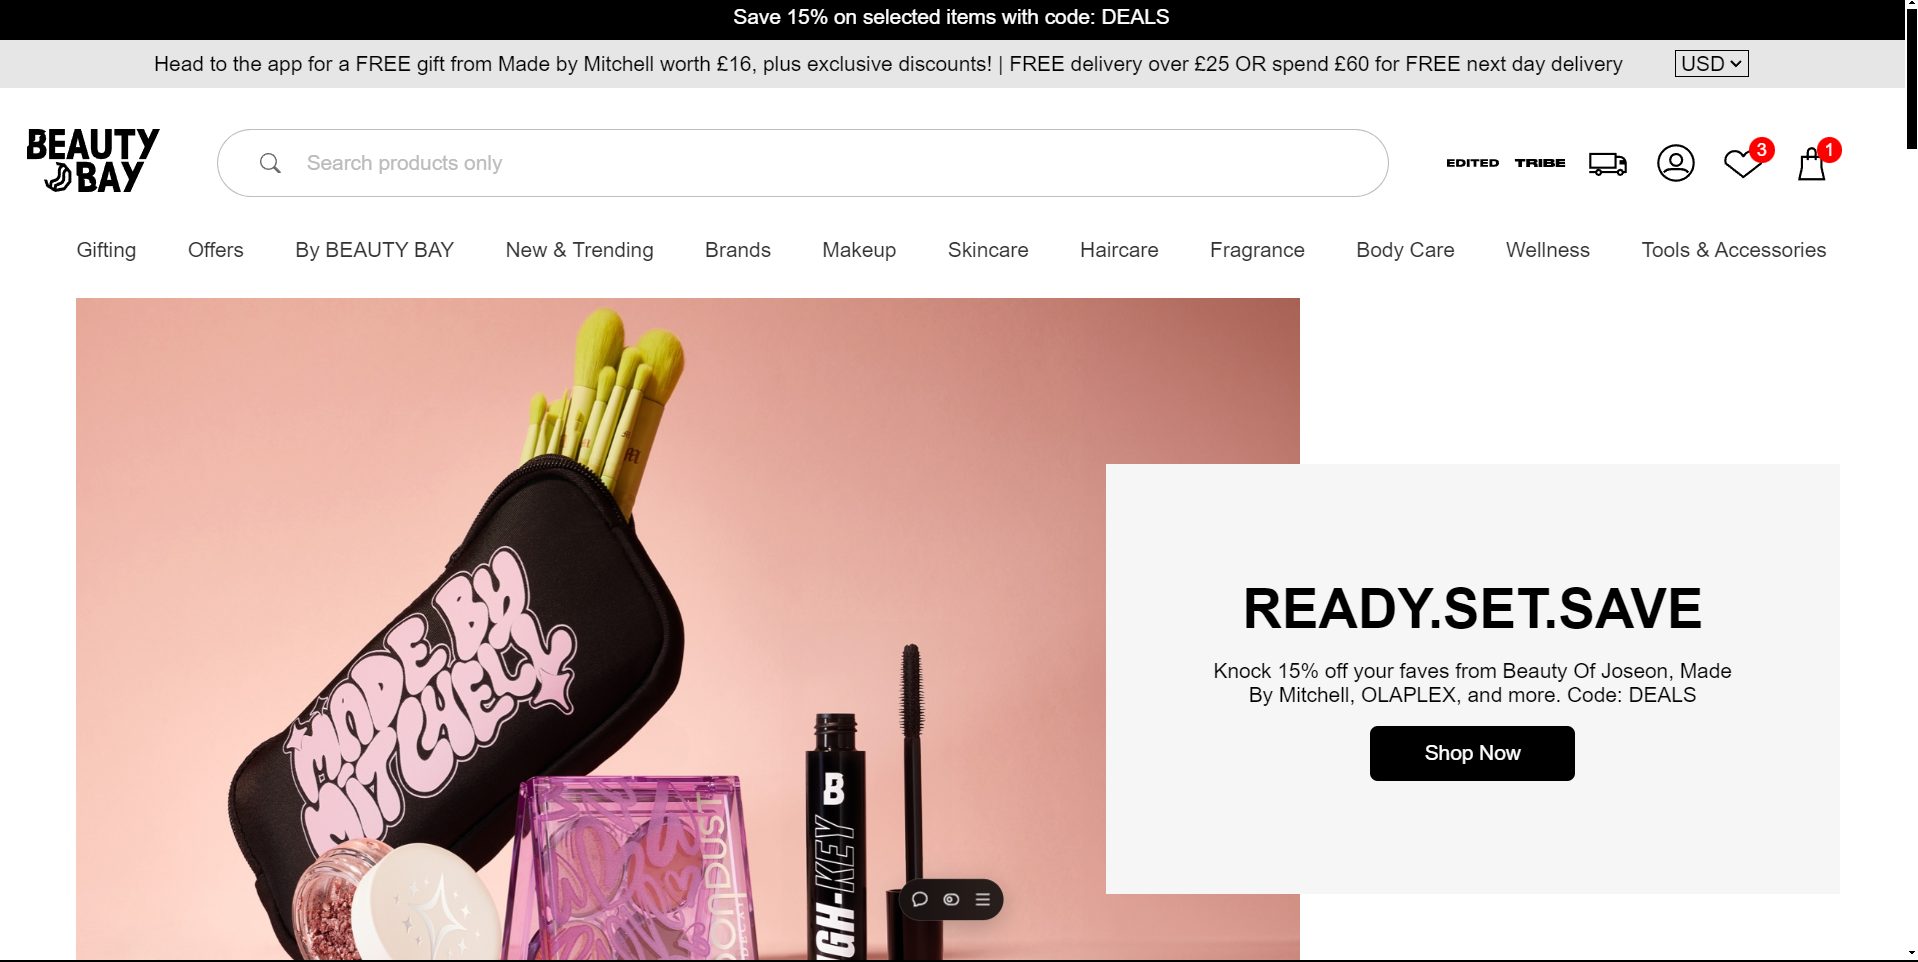 Save 15% on selected items with code: DEALS
Head to the app for a FREE gift from Made by Mitchell worth £16, plus exclusive discounts! | FREE delivery over £25 OR spend £60 for FREE next day delivery
USD
BEAUTY
BAY
Search products only
EDITED
TRIBE
3
1
Gifting
Offers
By BEAUTY BAY
New & Trending
Brands
Makeup
Skincare
Haircare
Fragrance
Body Care
Wellness
Tools & Accessories
M
MADE BY
MITCHELL
B
READY.SET.SAVE
Knock 15% off your faves from Beauty Of Joseon, Made
By Mitchell, OLAPLEX, and more. Code: DEALS
Shop Now